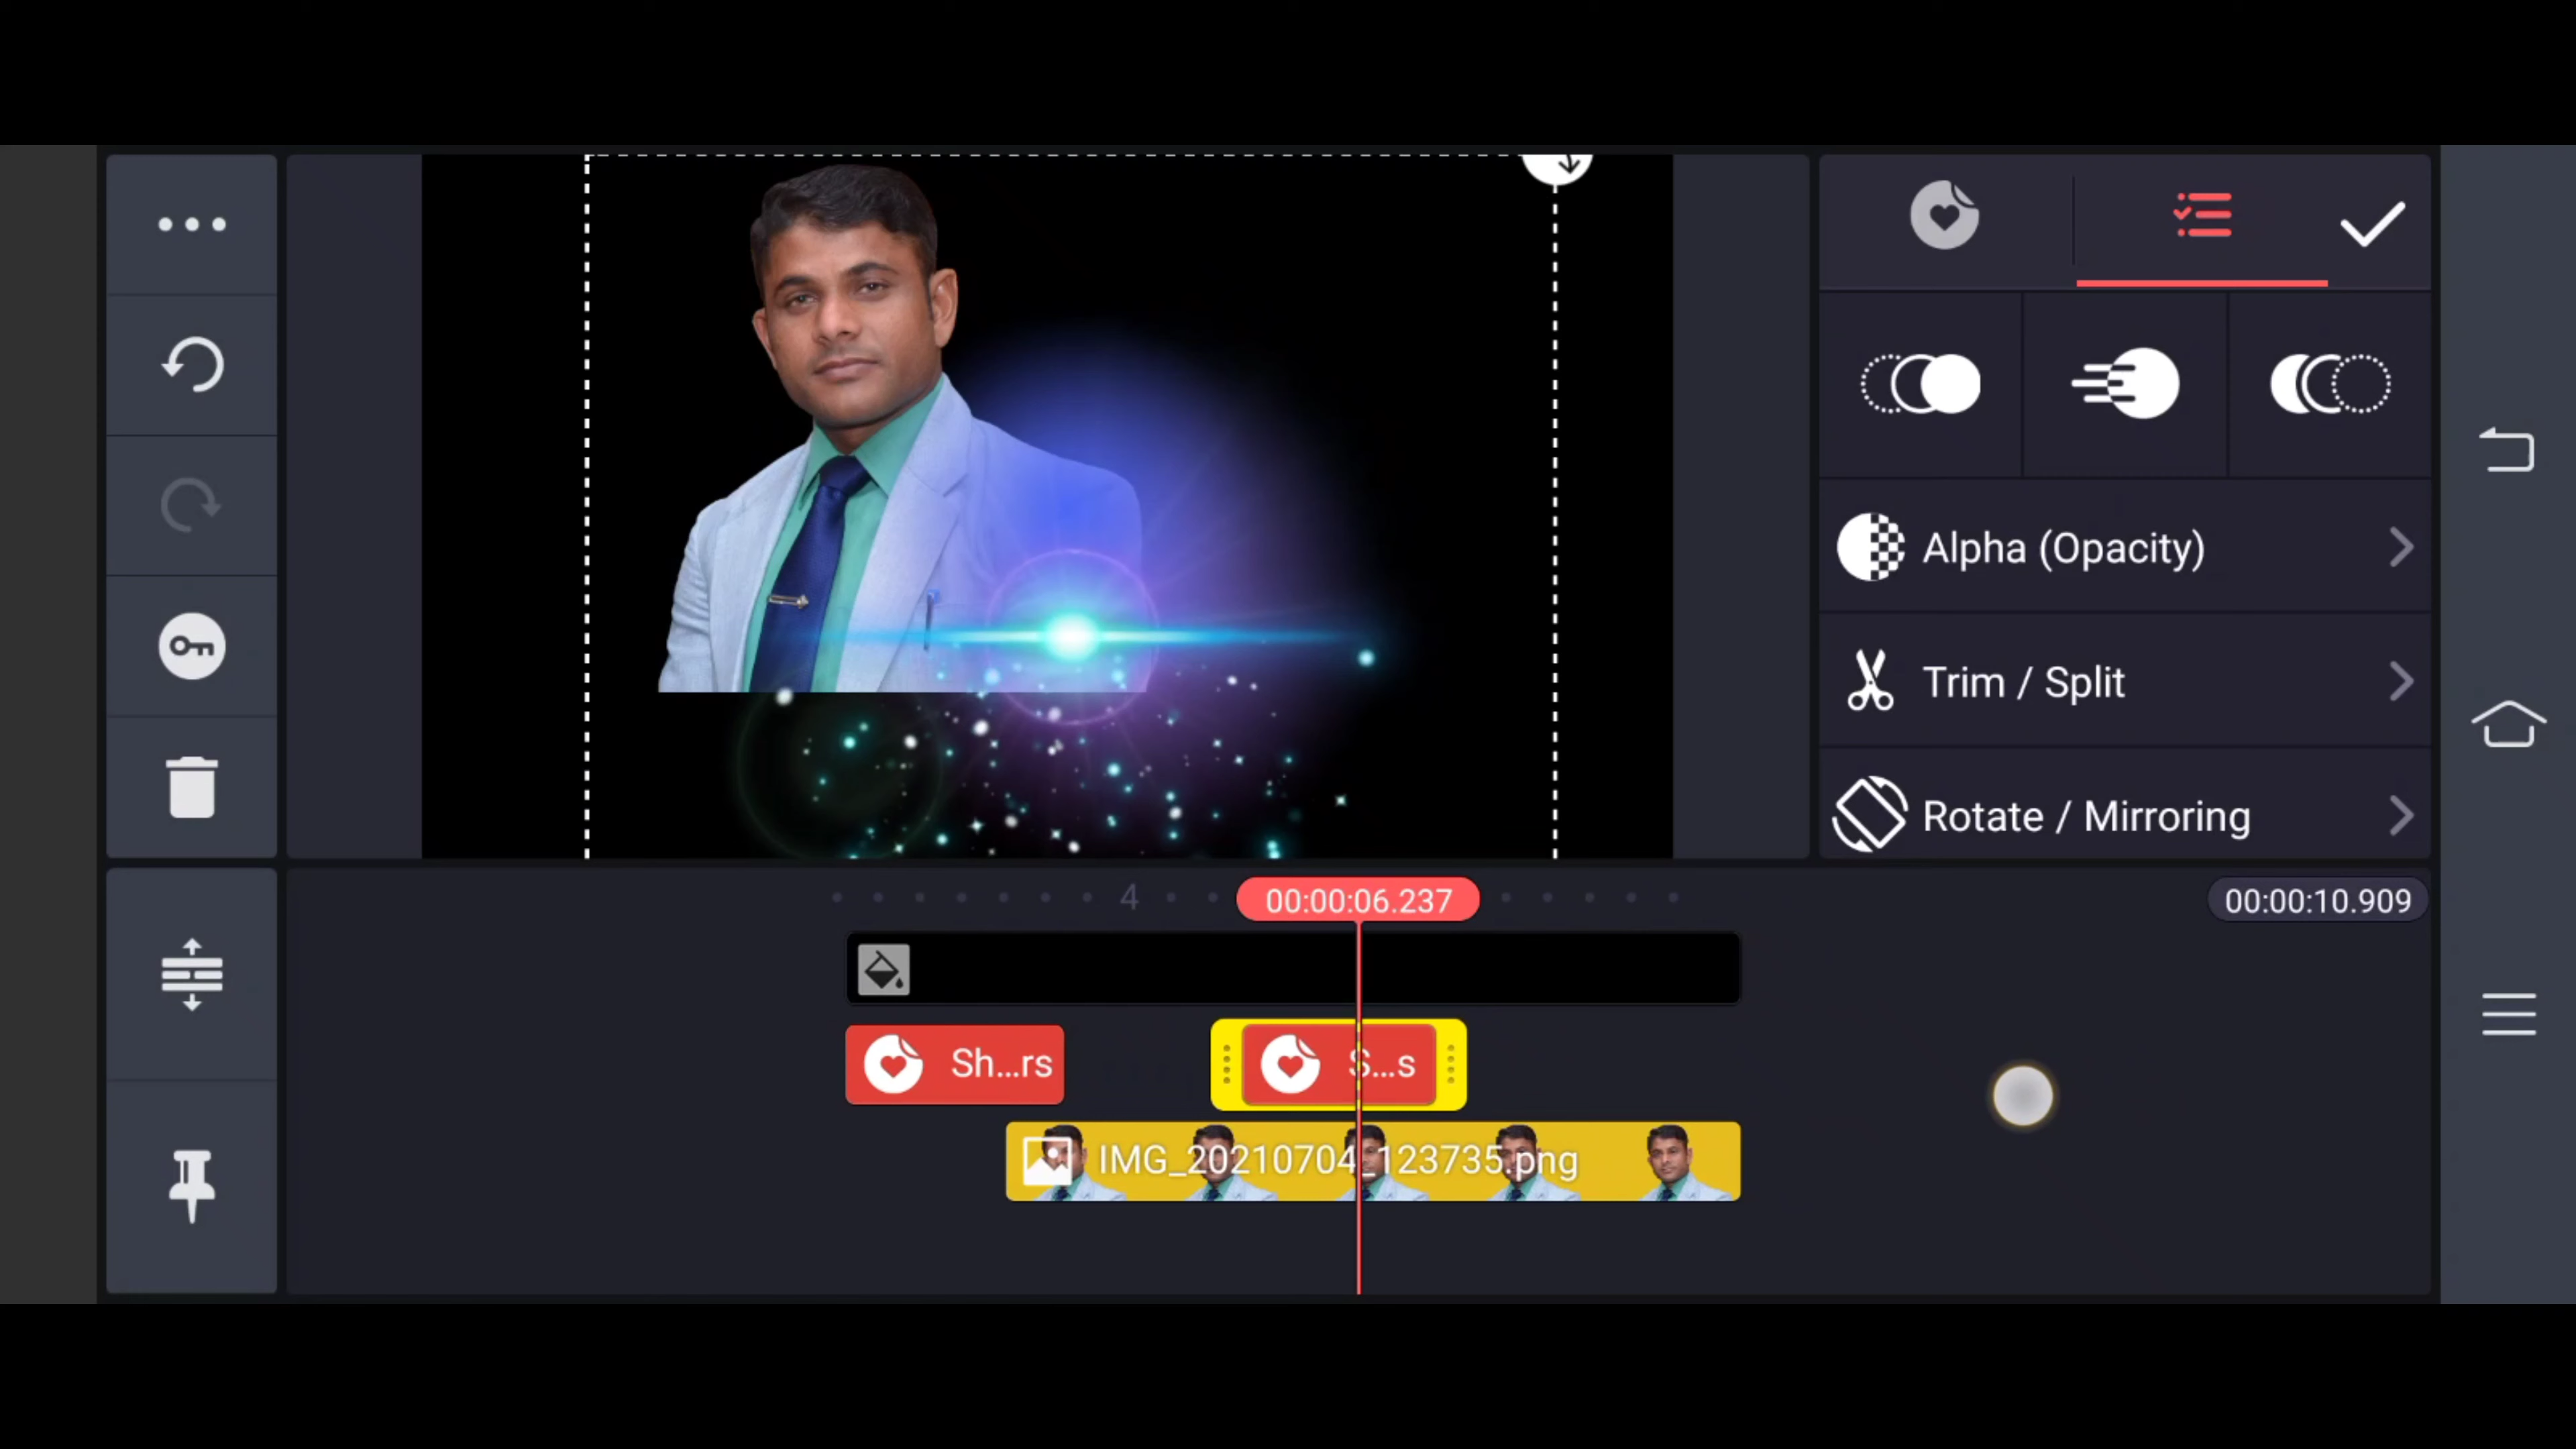 Alpha (Opacity)
Trim / Split
Rotate / Mirroring
4
00:00:06.237
00:00:10.909
Sh...rs
S...s
IMG_20210704_123735.png